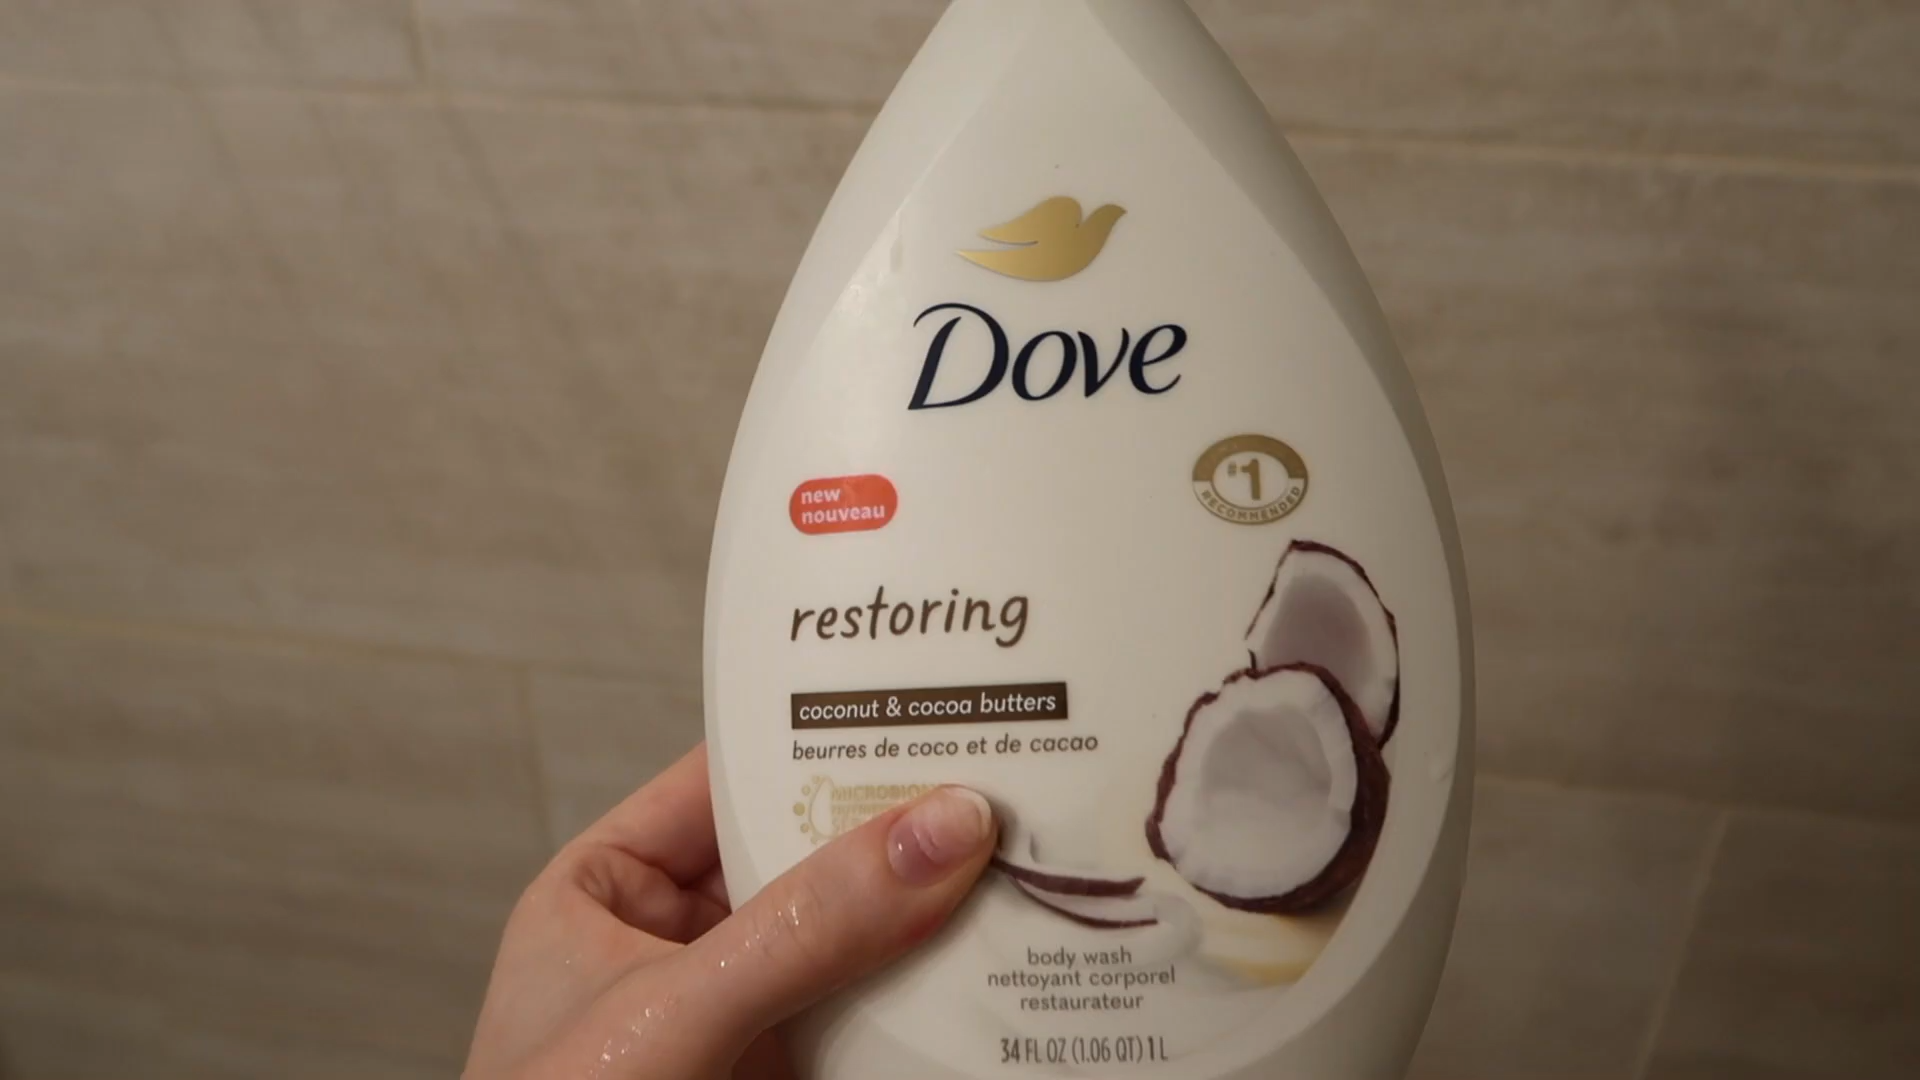 Dove
new
nouveau
#1
RECOMMENDED
restoring
coconut & cocoa butters
beurres de coco et de cacao
body wash
nettoyant corporel
restaurateur
34 FL OZ (1.06 QT) 1 L